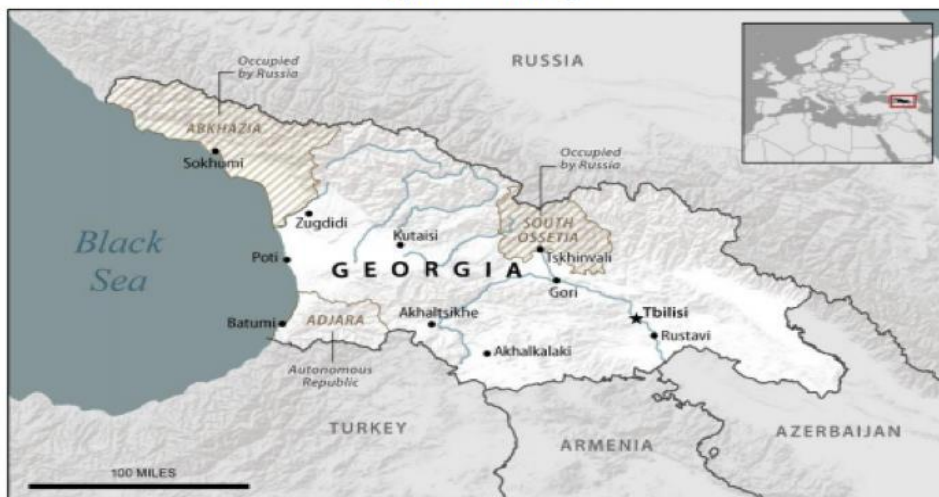 RUSSIA
Occupied
by Russia
ABKHAZIA
Sokhumi
Occupied
by Russia
Zugdidi
SOUTH
OSSETIA
Kutaisi
Tskhinvali
Black
Sea
Poti
GEORGIA
Gori
Batumi
ADJARA
Akhaltsikhe
Tbilisi
Rustavi
Akhalkalaki
Autonomous
Republic
TURKEY
ARMENIA
AZERBAIJAN
100 MILES